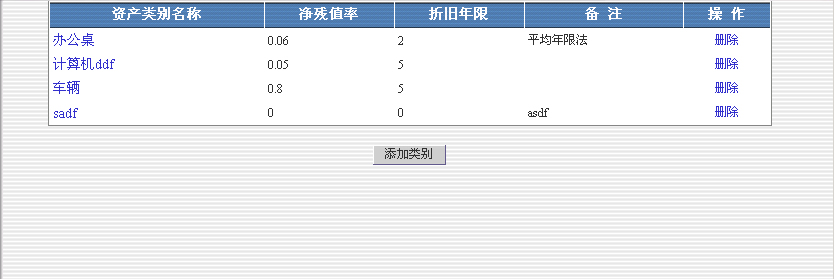 资产类别名称 净残值率 折旧年限 备 注 操 作
办公桌 0.06 2 平均年限法 删除
计算机ddf 0.05 5 删除
车辆 0.8 5 删除
sadf 0 0 asdf 删除
添加类别